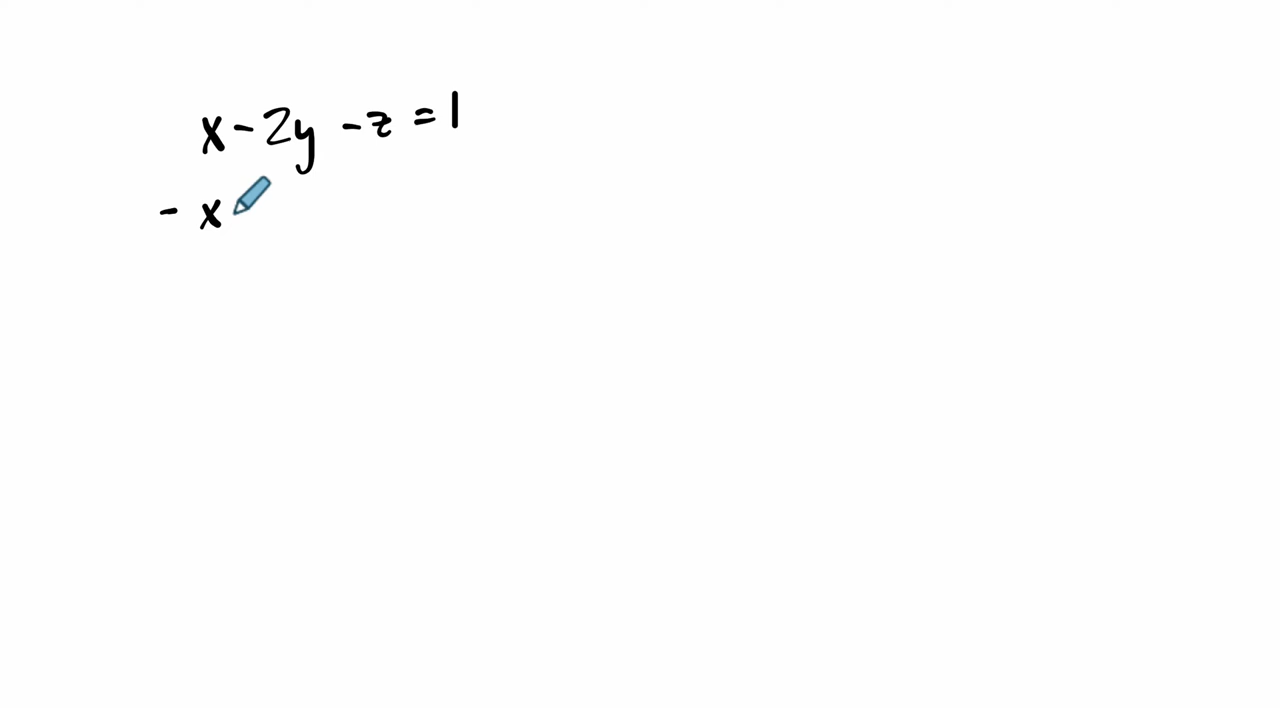 x - 2y - z = 1
- x